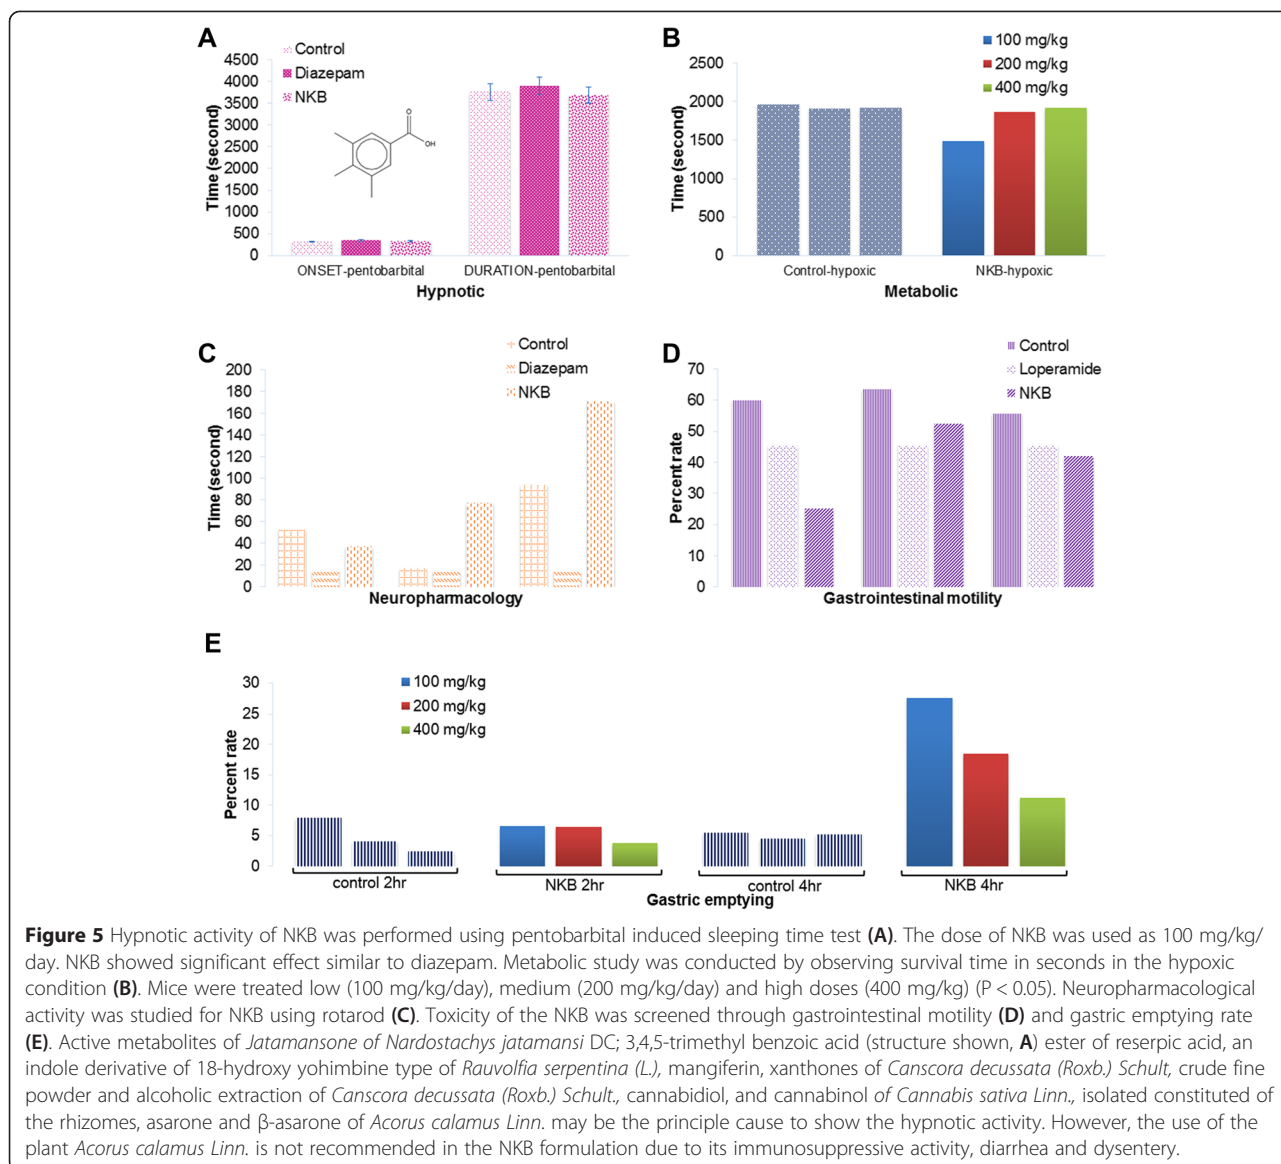 A
Control
Diazepam
NKB
4500
4000
3500
3000
2500
2000
1500
1000
500
0
Time (second)
O
OH
ONSET-pentobarbital
DURATION-pentobarbital
Hypnotic
B
100 mg/kg
200 mg/kg
400 mg/kg
2500
2000
1500
1000
500
0
Time (second)
Control-hypoxic
NKB-hypoxic
Metabolic
C
Control
Diazepam
NKB
200
180
160
140
120
100
80
60
40
20
0
Time (second)
Neuropharmacology
D
Control
Loperamide
NKB
70
60
50
40
30
20
10
0
Percent rate
Gastrointestinal motility
E
100 mg/kg
200 mg/kg
400 mg/kg
30
25
20
15
10
5
0
Percent rate
control 2hr
NKB 2hr
control 4hr
NKB 4hr
Gastric emptying
Figure 5 Hypnotic activity of NKB was performed using pentobarbital induced sleeping time test (A). The dose of NKB was used as 100 mg/kg/
day. NKB showed significant effect similar to diazepam. Metabolic study was conducted by observing survival time in seconds in the hypoxic
condition (B). Mice were treated low (100 mg/kg/day), medium (200 mg/kg/day) and high doses (400 mg/kg) (P < 0.05). Neuropharmacological
activity was studied for NKB using rotarod (C). Toxicity of the NKB was screened through gastrointestinal motility (D) and gastric emptying rate
(E). Active metabolites of Jatamansone of Nardostachys jatamansi DC; 3,4,5-trimethyl benzoic acid (structure shown, A) ester of reserpic acid, an
indole derivative of 18-hydroxy yohimbine type of Rauvolfia serpentina (L.), mangiferin, xanthones of Canscora decussata (Roxb.) Schult, crude fine
powder and alcoholic extraction of Canscora decussata (Roxb.) Schult., cannabidiol, and cannabinol of Cannabis sativa Linn., isolated constituted of
the rhizomes, asarone and β-asarone of Acorus calamus Linn. may be the principle cause to show the hypnotic activity. However, the use of the
plant Acorus calamus Linn. is not recommended in the NKB formulation due to its immunosuppressive activity, diarrhea and dysentery.